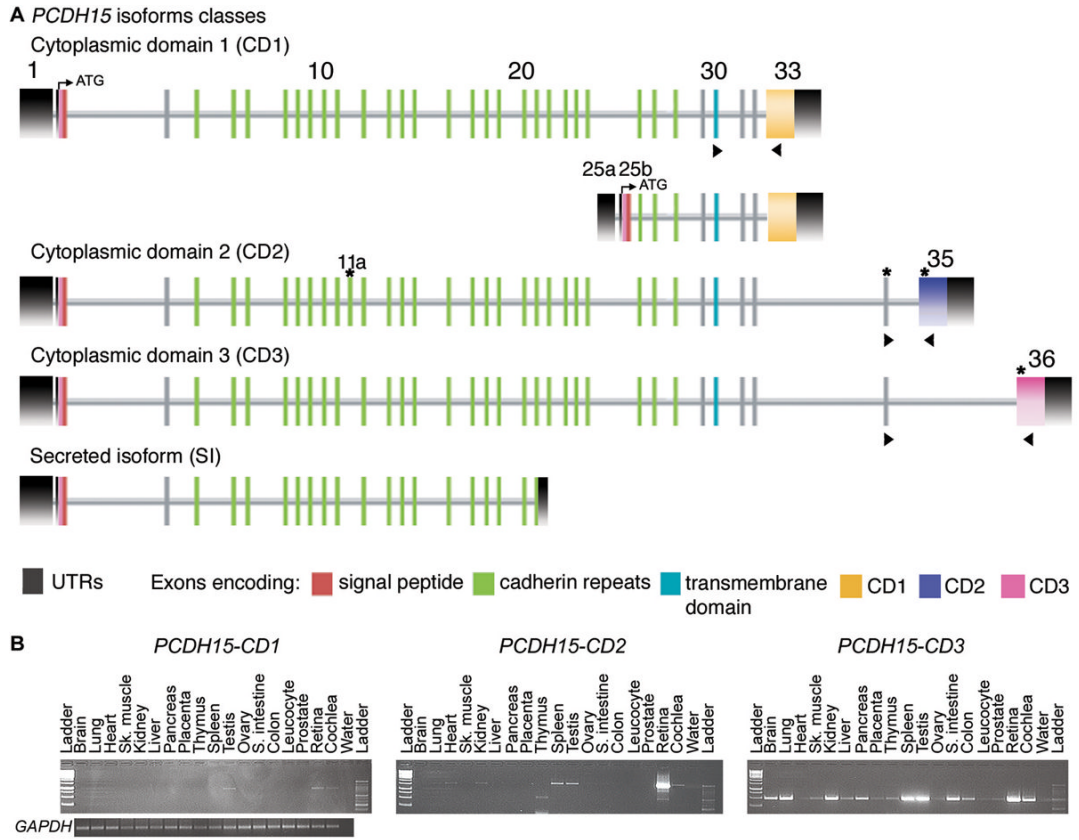 A PCDH15 isoforms classes
Cytoplasmic domain 1 (CD1)
1 10 20 30 33
ATG
25a 25b
ATG
Cytoplasmic domain 2 (CD2)
11a 35
* * *
Cytoplasmic domain 3 (CD3)
* 36
Secreted isoform (SI)
UTRs Exons encoding: signal peptide cadherin repeats transmembrane domain CD1 CD2 CD3
B PCDH15-CD1 PCDH15-CD2 PCDH15-CD3
Ladder Brain Lung Heart Sk. muscle Kidney Liver Pancreas Placenta Thymus Spleen Testis Ovary S. intestine Colon Leucocyte Prostate Retina Cochlea Water Ladder
Ladder Brain Lung Heart Sk. muscle Kidney Liver Pancreas Placenta Thymus Spleen Testis Ovary S. intestine Colon Leucocyte Prostate Retina Cochlea Water Ladder
Ladder Brain Lung Heart Sk. muscle Kidney Liver Pancreas Placenta Thymus Spleen Testis Ovary S. intestine Colon Leucocyte Prostate Retina Cochlea Water Ladder
GAPDH